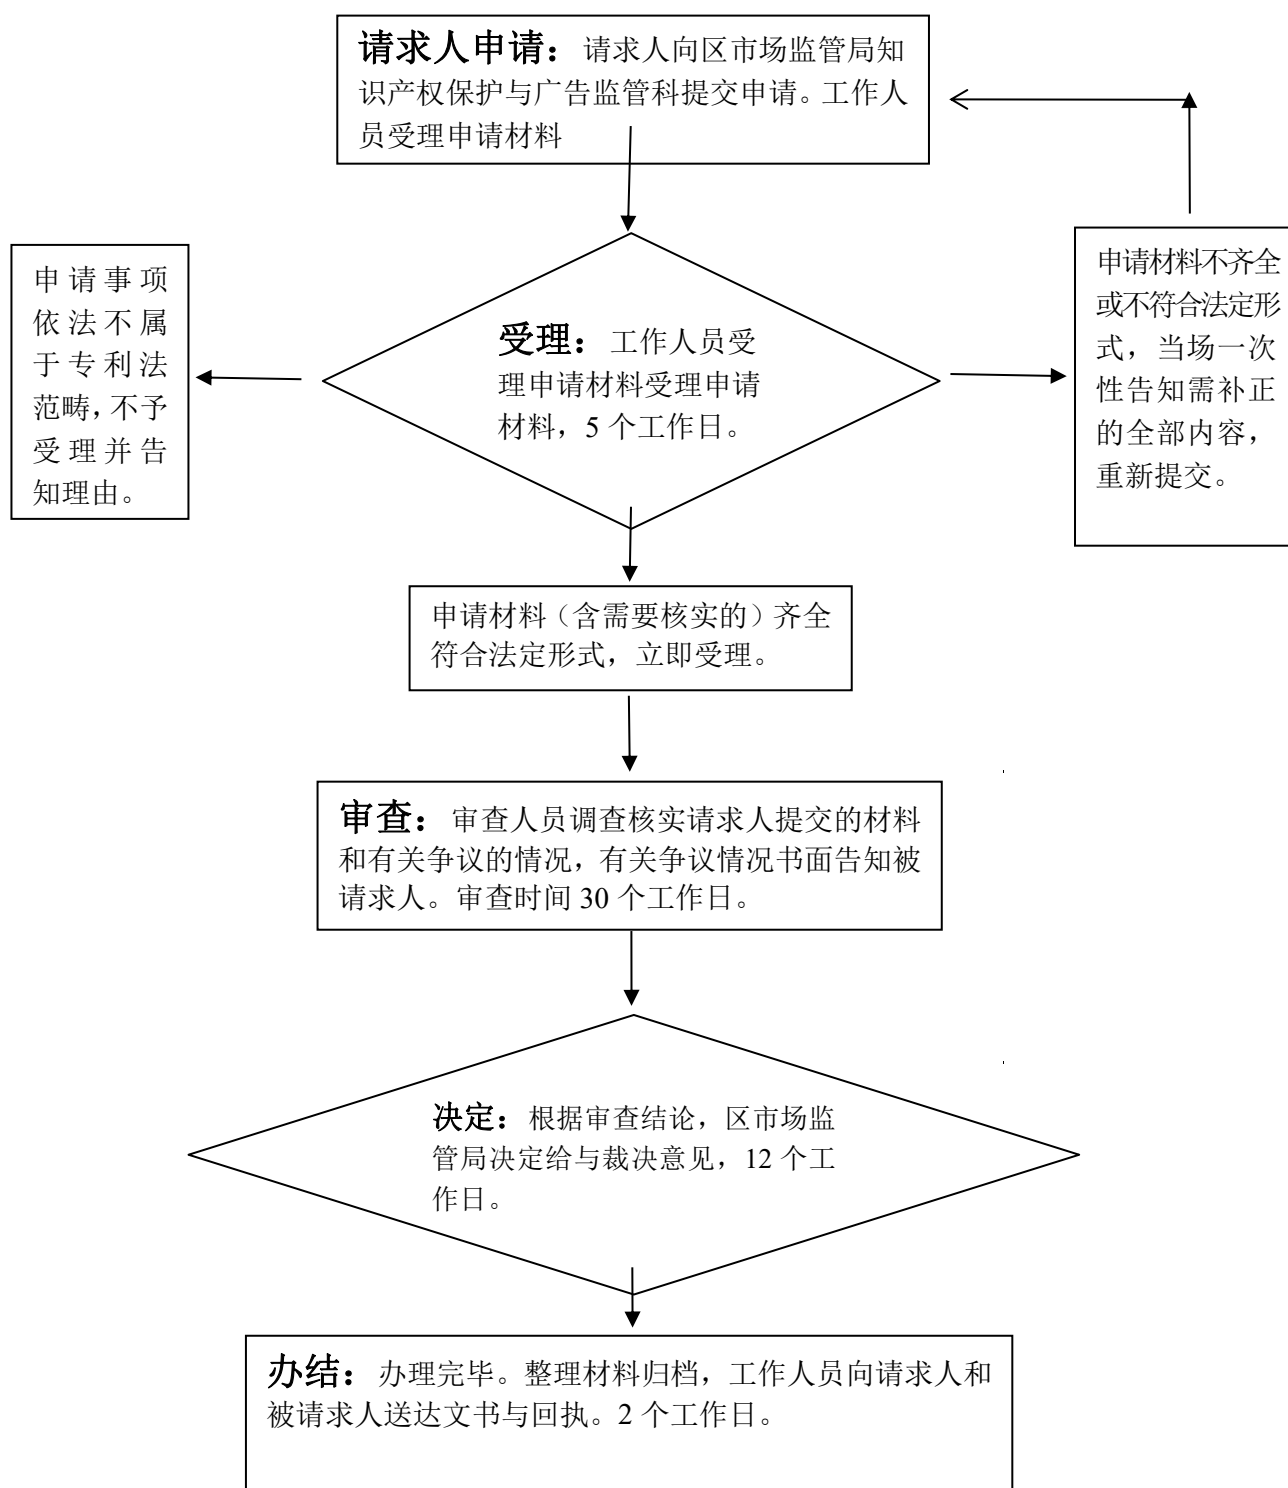 请求人申请：请求人向区市场监管局知
识产权保护与广告监管科提交申请。工作人
员受理申请材料
申请事项
依法不属
于专利法
范畴，不予
受理并告
知理由。
受理：工作人员受
理申请材料受理申请
材料，5 个工作日。
申请材料不齐全
或不符合法定形
式，当场一次
性告知需补正
的全部内容，
重新提交。
申请材料（含需要核实的）齐全
符合法定形式，立即受理。
审查：审查人员调查核实请求人提交的材料
和有关争议的情况，有关争议情况书面告知被
请求人。审查时间 30 个工作日。
决定：根据审查结论，区市场监
管局决定给与裁决意见，12 个工
作日。
办结：办理完毕。整理材料归档，工作人员向请求人和
被请求人送达文书与回执。2 个工作日。